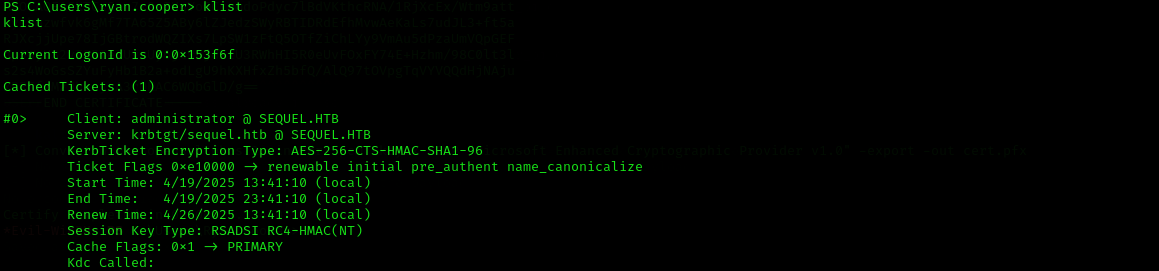 PS C:\users\ryan.cooper> klist
klist
Current LogonId is 0:0×153f6f
Cached Tickets: (1)
#0> Client: administrator @ SEQUEL.HTB
Server: krbtgt/sequel.htb @ SEQUEL.HTB
KerbTicket Encryption Type: AES-256-CTS-HMAC-SHA1-96
Ticket Flags 0×e10000 → renewable initial pre_authent name_canonicalize
Start Time: 4/19/2025 13:41:10 (local)
End Time: 4/19/2025 23:41:10 (local)
Renew Time: 4/26/2025 13:41:10 (local)
Session Key Type: RSADSI RC4-HMAC(NT)
Cache Flags: 0×1 → PRIMARY
Kdc Called: